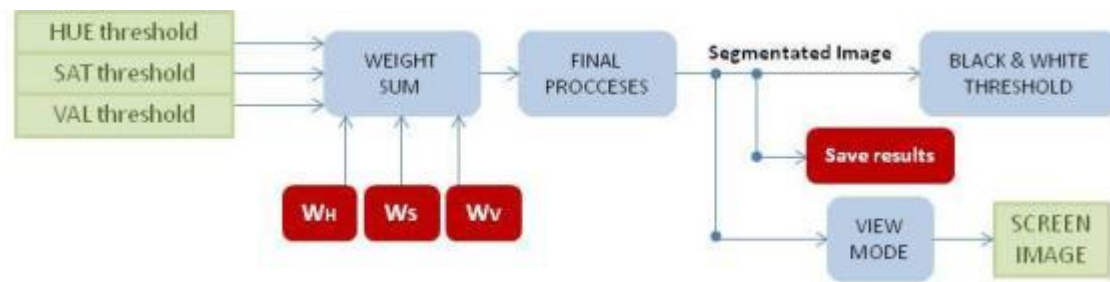 HUE threshold
SAT threshold
VAL threshold
WEIGHT
SUM
FINAL
PROCCESES
Segmentated Image
BLACK & WHITE
THRESHOLD
Save results
WH
WS
WV
VIEW
MODE
SCREEN
IMAGE